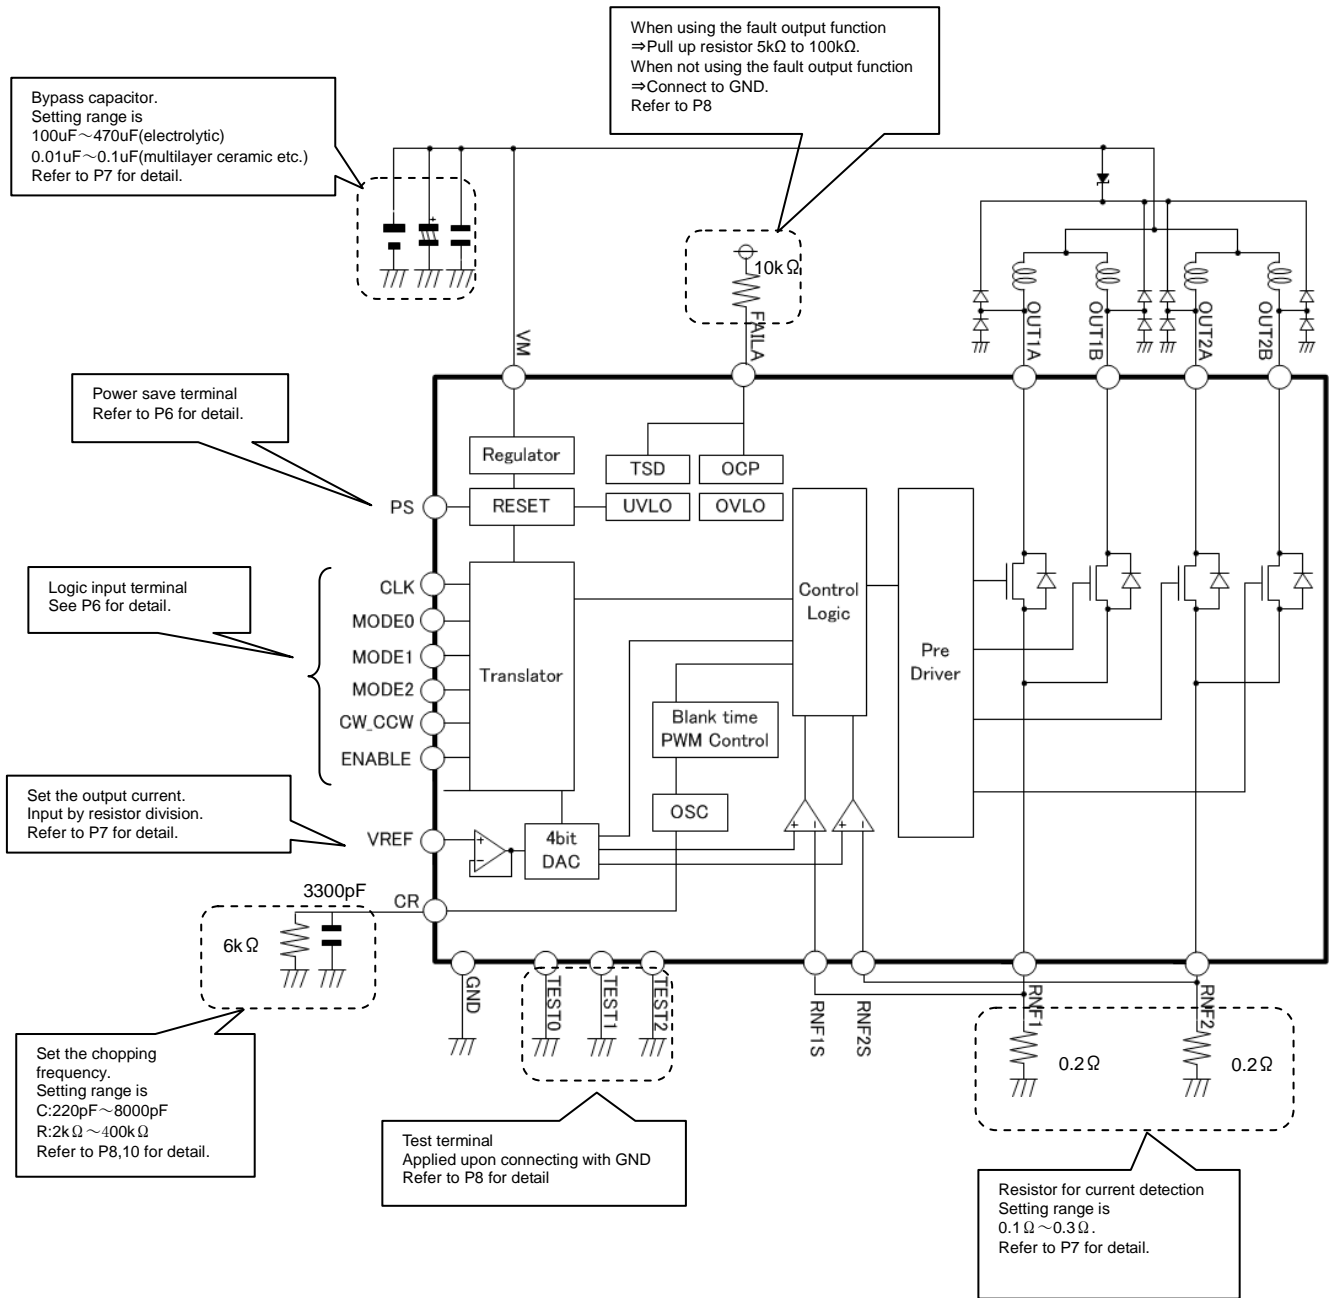 When using the fault output function
⇒Pull up resistor 5kΩ to 100kΩ.
When not using the fault output function
⇒Connect to GND.
Refer to P8
Bypass capacitor.
Setting range is
100uF～470uF(electrolytic)
0.01uF～0.1uF(multilayer ceramic etc.)
Refer to P7 for detail.
+
10kΩ
VM
FAILA
OUT1A
OUT1B
OUT2A
OUT2B
Power save terminal
Refer to P6 for detail.
Regulator
TSD
OCP
PS
RESET
UVLO
OVLO
Logic input terminal
See P6 for detail.
CLK
MODE0
MODE1
MODE2
CW_CCW
ENABLE
Translator
Control
Logic
Pre
Driver
Blank time
PWM Control
OSC
Set the output current.
Input by resistor division.
Refer to P7 for detail.
VREF
+
−
4bit
DAC
+ −
+ −
3300pF
CR
6kΩ
GND
TEST0
TEST1
TEST2
RNF1S
RNF2S
RNF1
RNF2
0.2Ω
0.2Ω
Set the chopping
frequency.
Setting range is
C:220pF～8000pF
R:2kΩ～400kΩ
Refer to P8,10 for detail.
Test terminal
Applied upon connecting with GND
Refer to P8 for detail
Resistor for current detection
Setting range is
0.1Ω～0.3Ω.
Refer to P7 for detail.